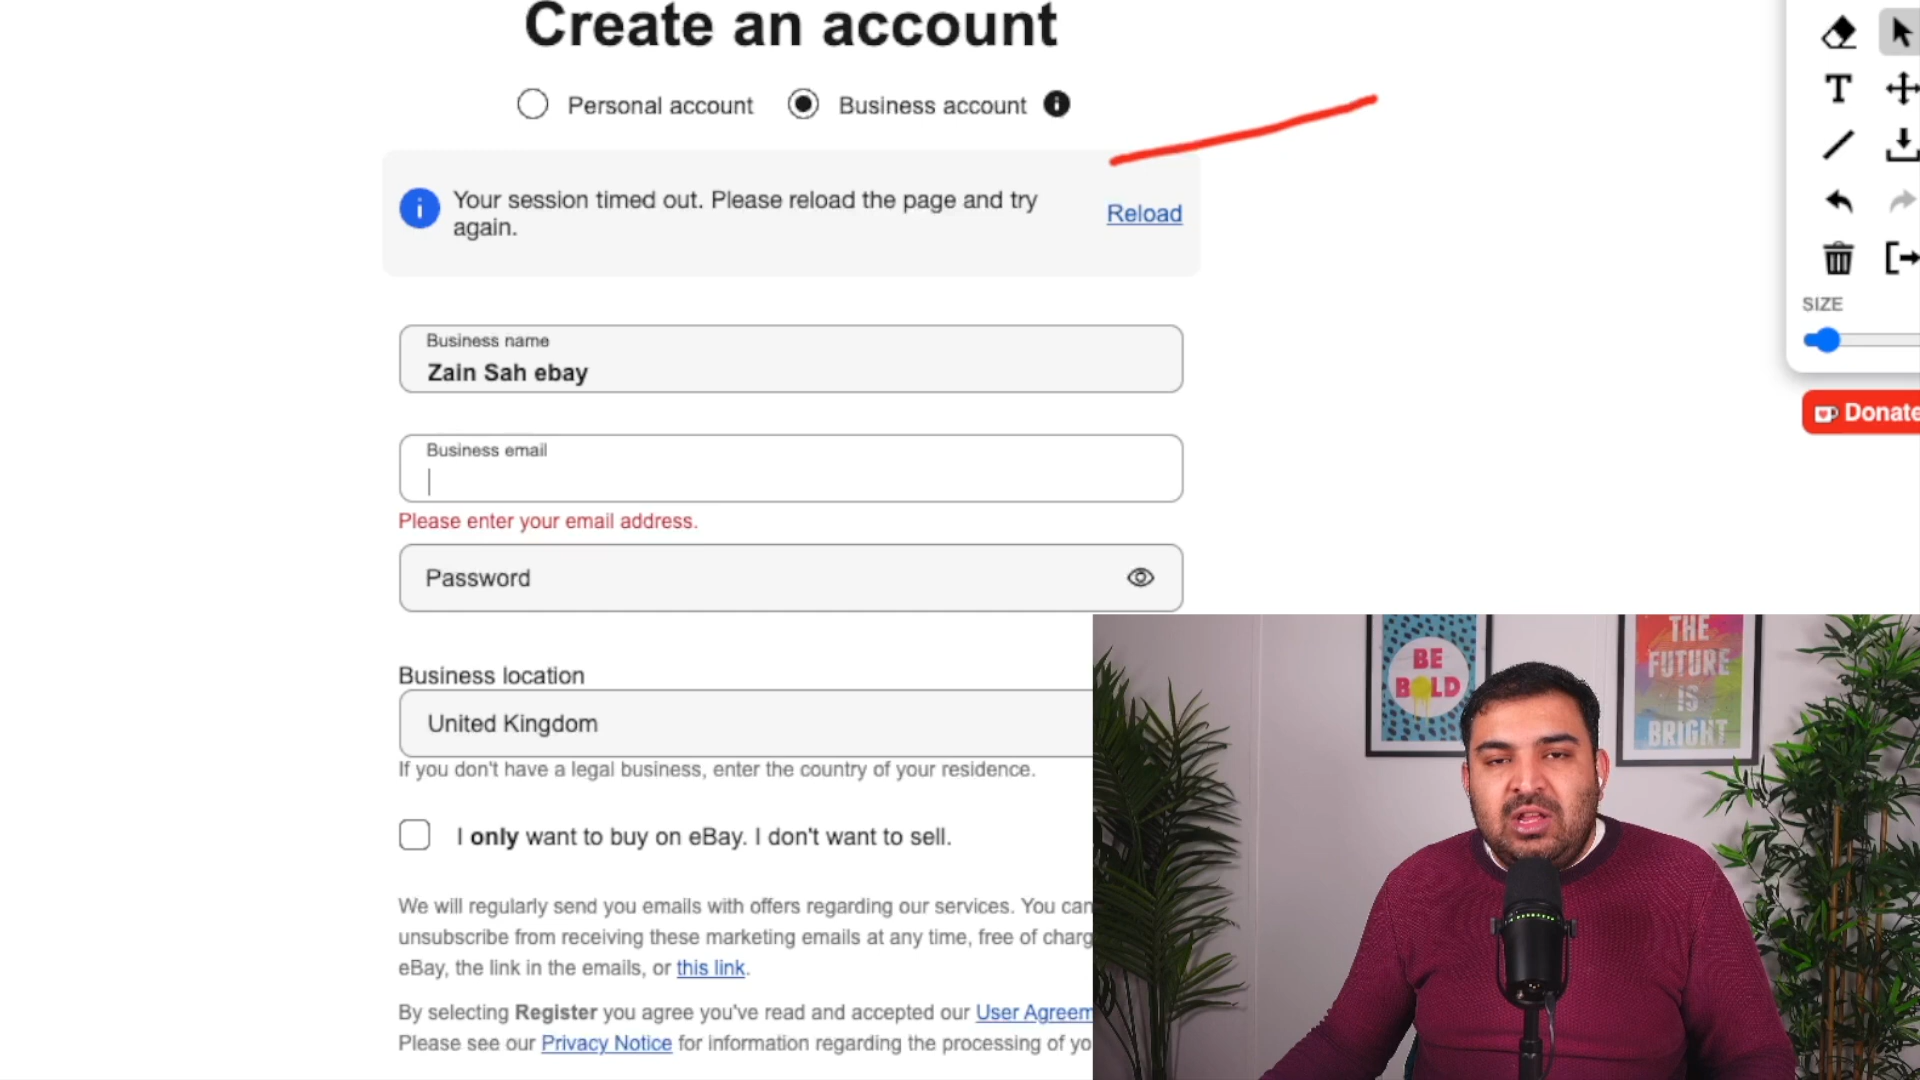 Create an account
Personal account
Business account
Your session timed out. Please reload the page and try
again.
Reload
Business name
Zain Sah ebay
Business email
Please enter your email address.
Password
Business location
United Kingdom
If you don't have a legal business, enter the country of your residence.
I only want to buy on eBay. I don't want to sell.
We will regularly send you emails with offers regarding our services. You can
unsubscribe from receiving these marketing emails at any time, free of charg
eBay, the link in the emails, or this link.
By selecting Register you agree you've read and accepted our User Agreem
Please see our Privacy Notice for information regarding the processing of yo
T
SIZE
Donate
BE
BOLD
THE
FUTURE
IS
BRIGHT